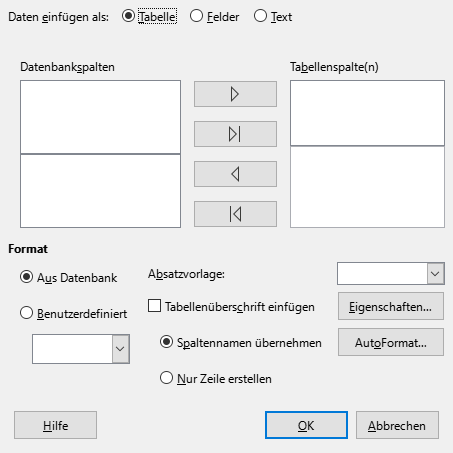 Daten einfügen als: Tabelle Felder Text
Datenbankspalten Tabellenspalte(n)
Format
Aus Datenbank Absatzvorlage:
Benutzerdefiniert Tabellenüberschrift einfügen Eigenschaften...
Spaltennamen übernehmen AutoFormat...
Nur Zeile erstellen
Hilfe OK Abbrechen